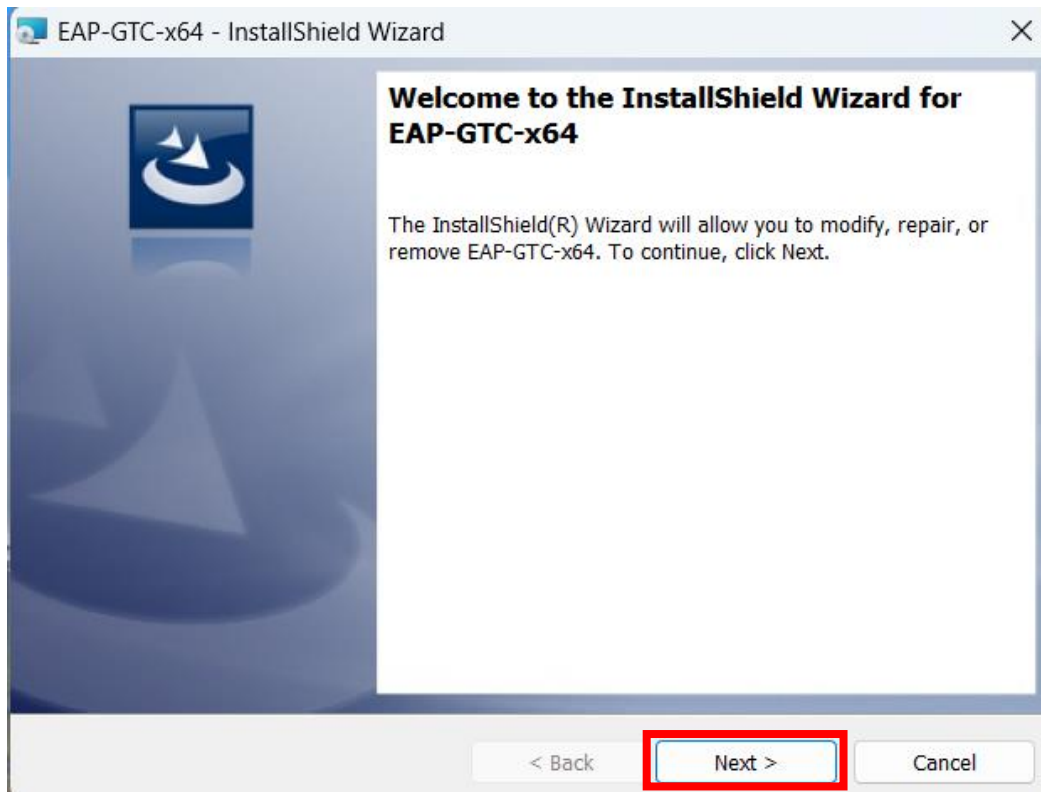 EAP-GTC-x64 - InstallShield Wizard
Welcome to the InstallShield Wizard for
EAP-GTC-x64
The InstallShield(R) Wizard will allow you to modify, repair, or
remove EAP-GTC-x64. To continue, click Next.
< Back Next > Cancel